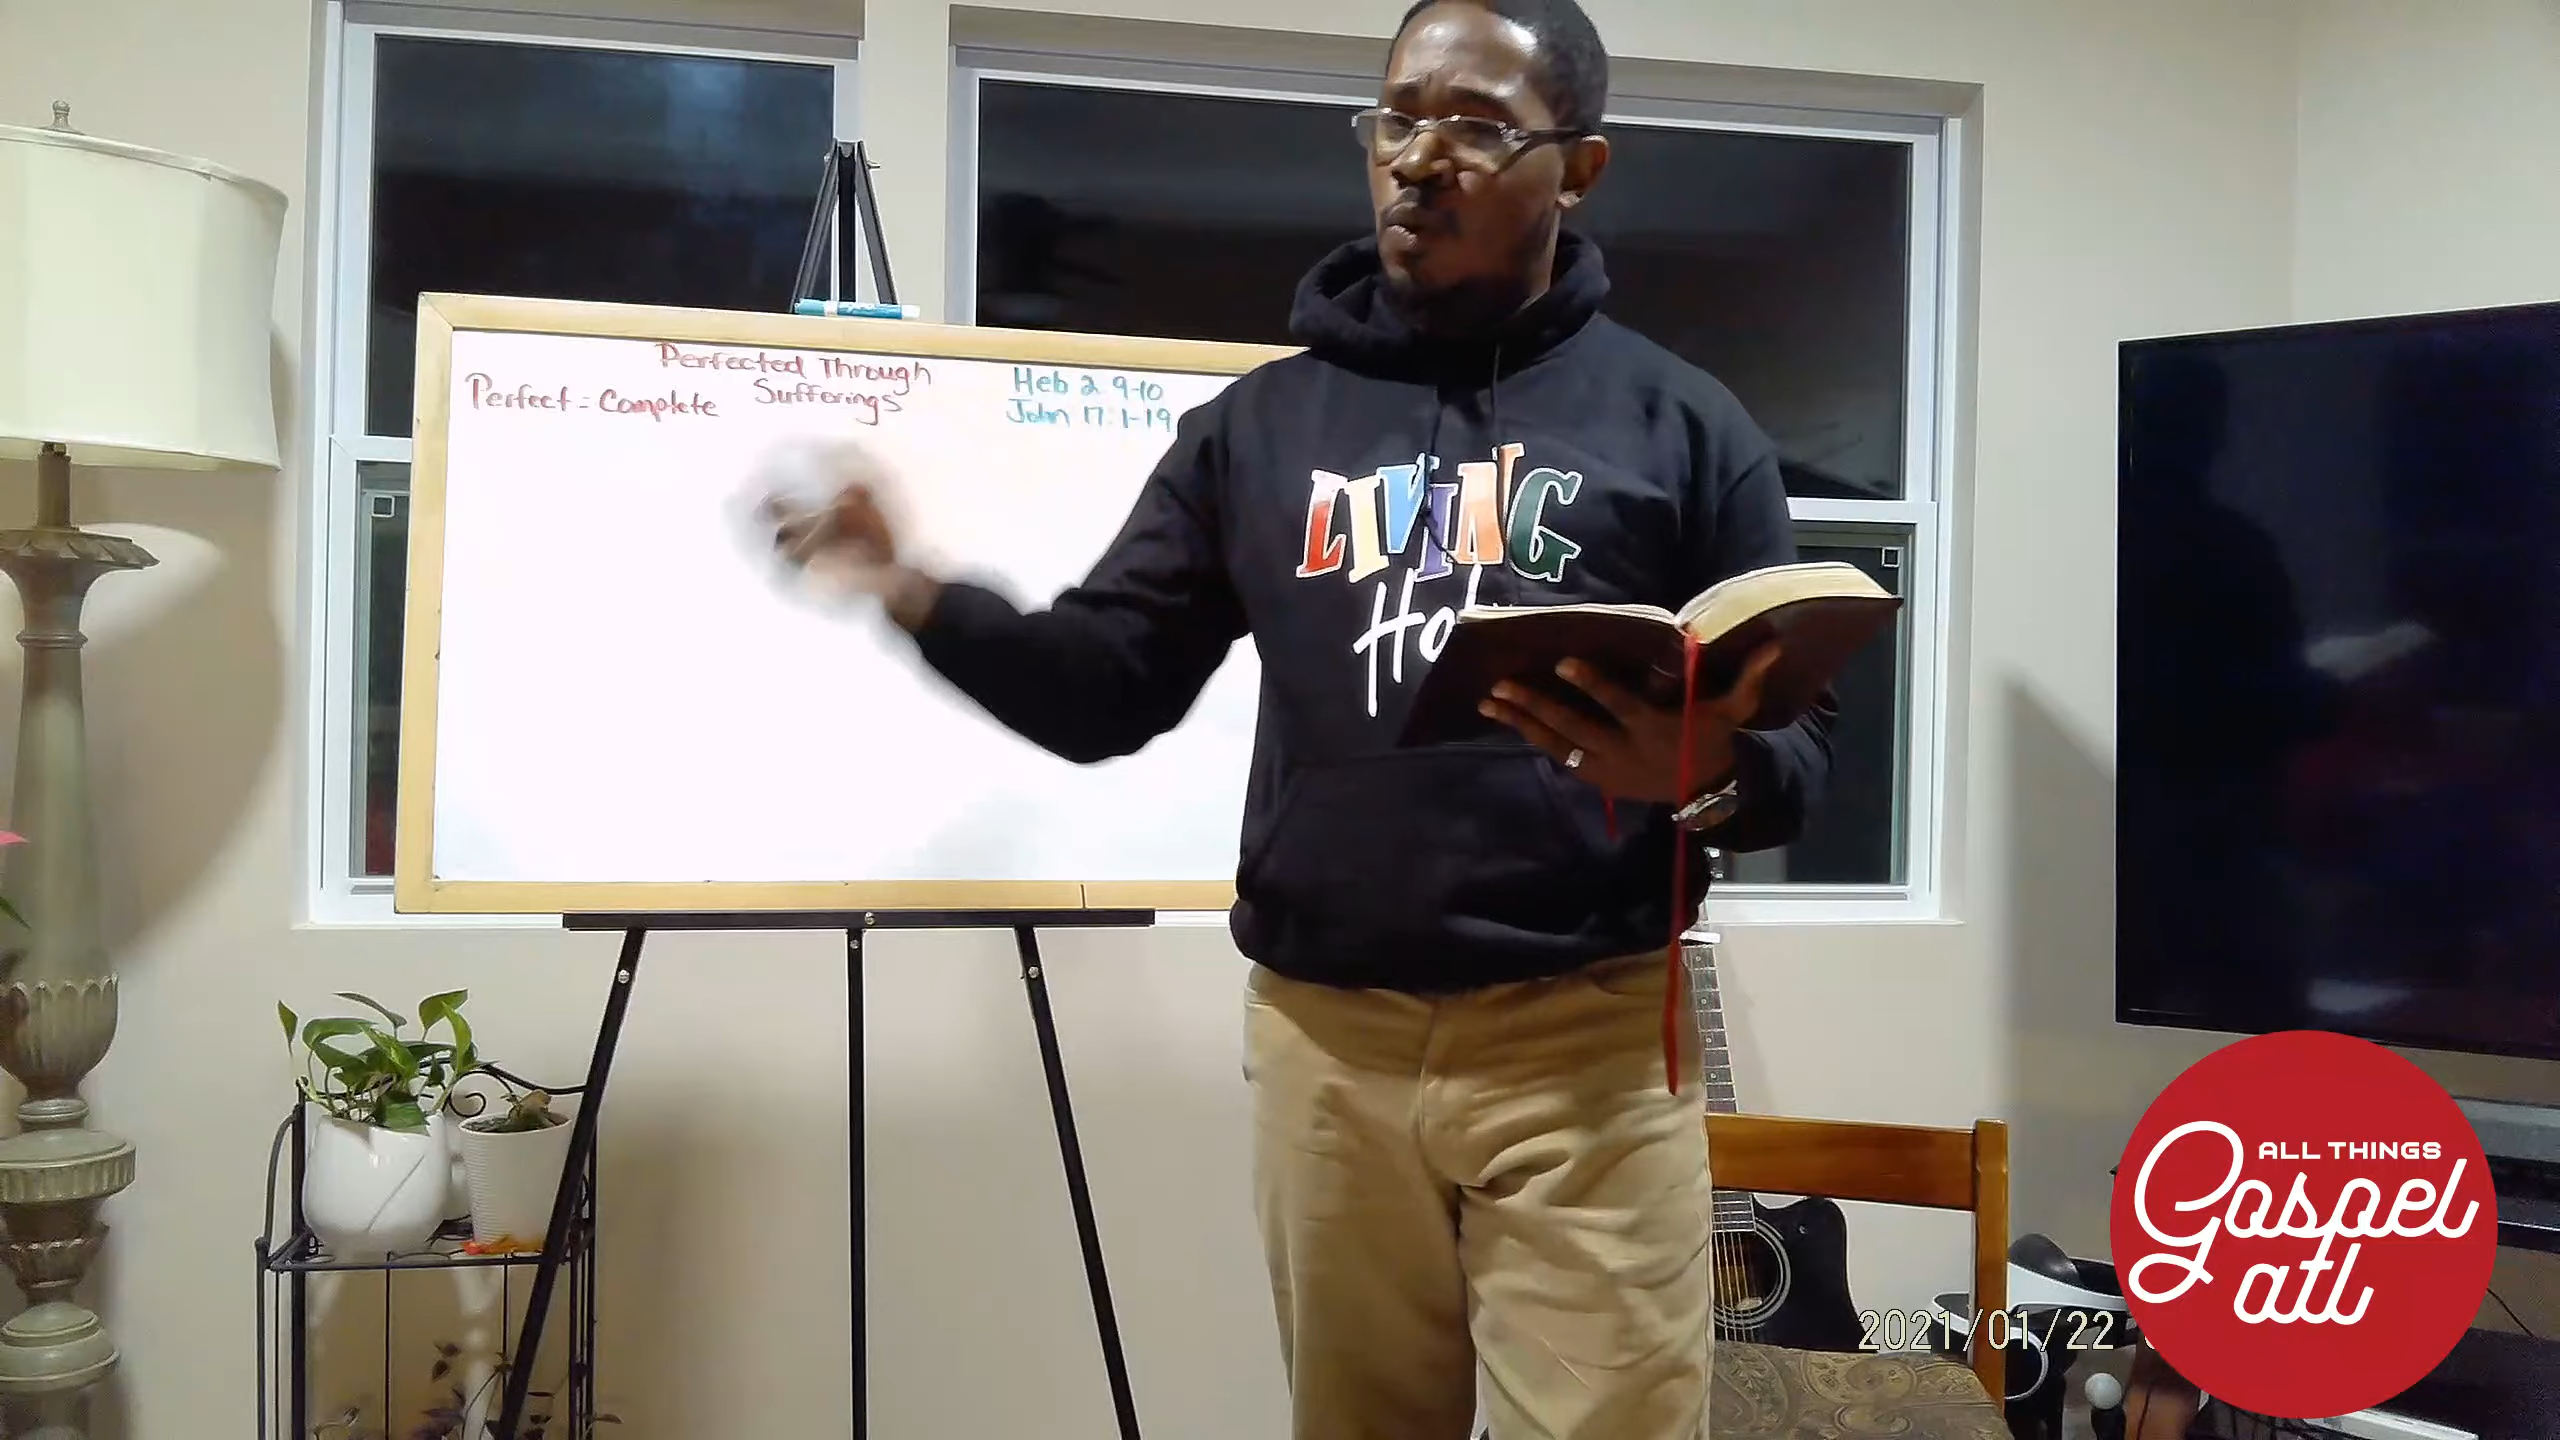 Perfected Through
Sufferings
Perfect = Complete
Heb 2 9-10
John 17:1-19
LIVING
ALL THINGS
Gospel
atl
2021/01/22